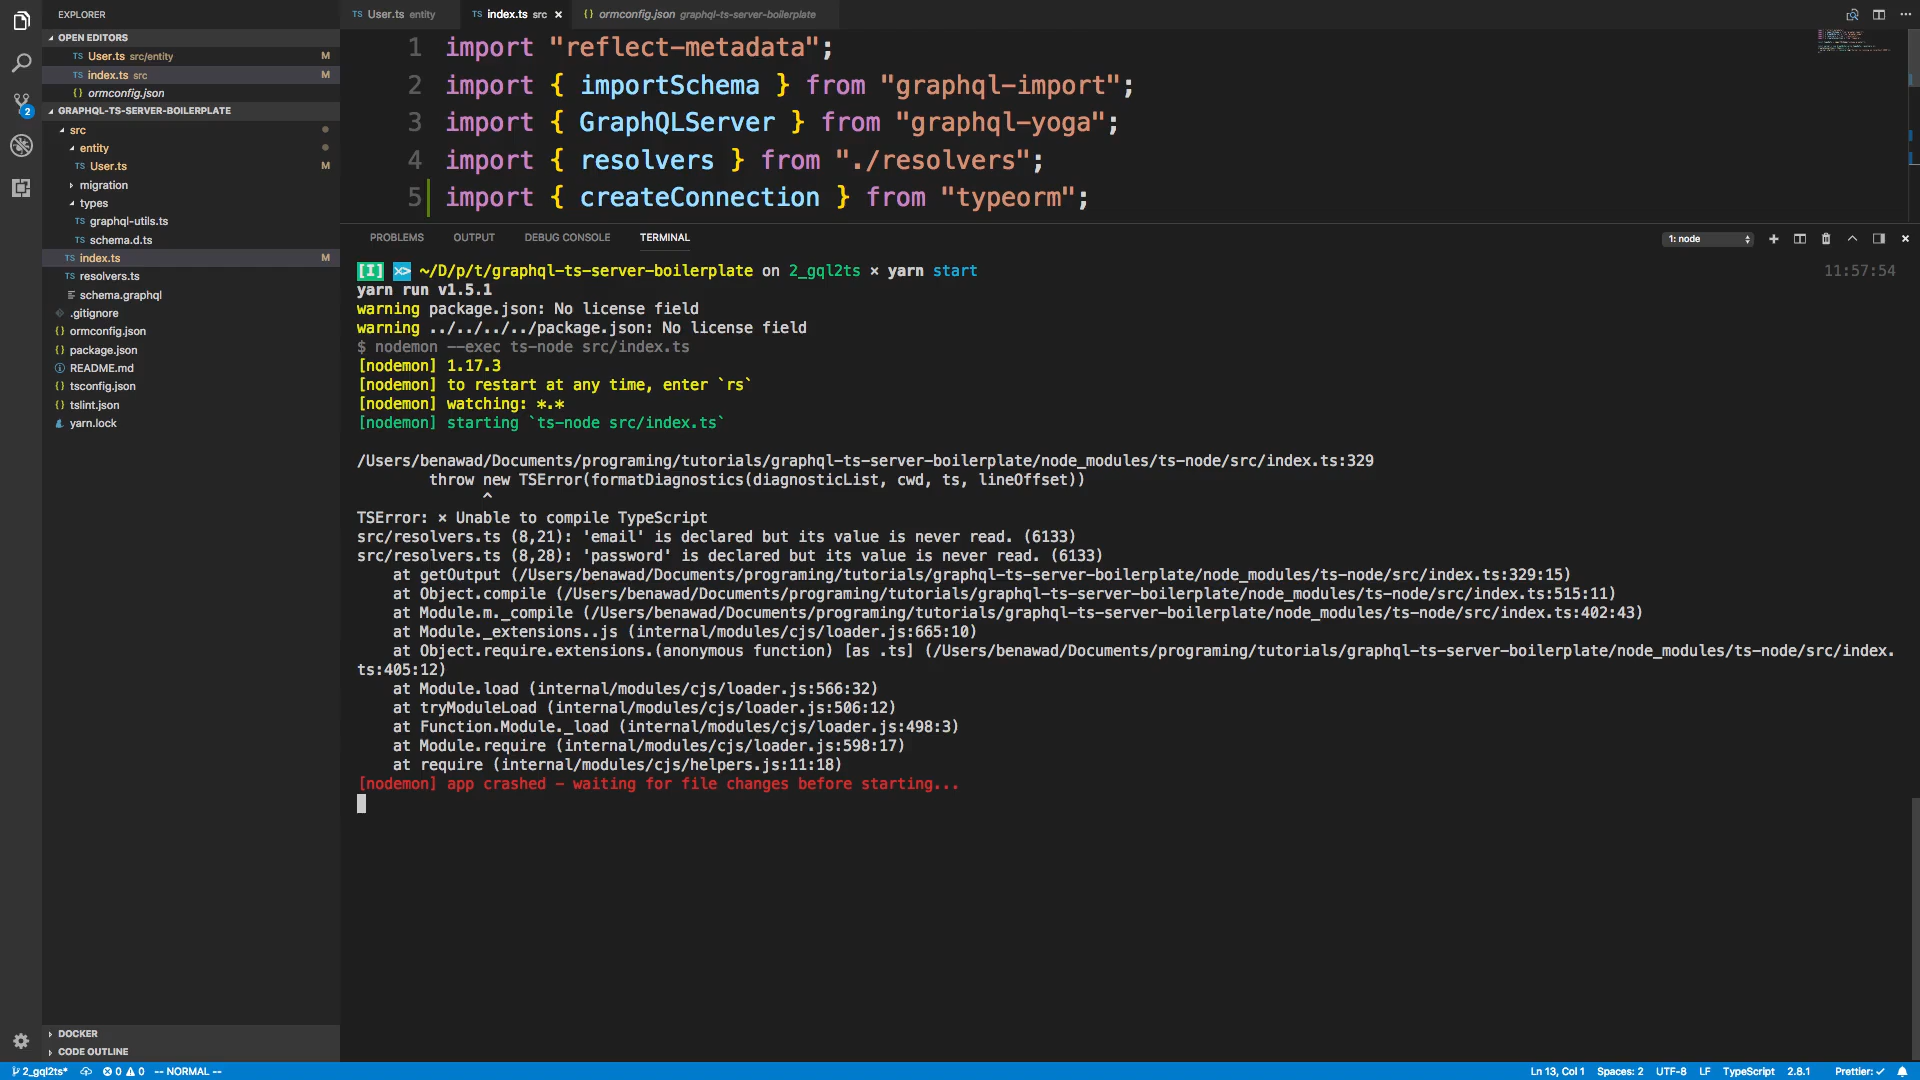 EXPLORER
OPEN EDITORS
TS User.ts src/entity M
TS index.ts src M
{} ormconfig.json
GRAPHQL-TS-SERVER-BOILERPLATE
src
entity
TS User.ts M
migration
types
TS graphql-utils.ts
TS schema.d.ts
TS index.ts M
TS resolvers.ts
schema.graphql
.gitignore
{} ormconfig.json
{} package.json
README.md
{} tsconfig.json
{} tslint.json
yarn.lock
DOCKER
CODE OUTLINE
2
TS User.ts entity
TS index.ts src ×
{} ormconfig.json graphql-ts-server-boilerplate
1 import "reflect-metadata";
2 import { importSchema } from "graphql-import";
3 import { GraphQLServer } from "graphql-yoga";
4 import { resolvers } from "./resolvers";
5 import { createConnection } from "typeorm";
PROBLEMS OUTPUT DEBUG CONSOLE TERMINAL 1: node
[I] ~/D/p/t/graphql-ts-server-boilerplate on 2_gql2ts × yarn start 11:57:54
yarn run v1.5.1
warning package.json: No license field
warning ../../../../package.json: No license field
$ nodemon --exec ts-node src/index.ts
[nodemon] 1.17.3
[nodemon] to restart at any time, enter `rs`
[nodemon] watching: *.*
[nodemon] starting `ts-node src/index.ts`
/Users/benawad/Documents/programing/tutorials/graphql-ts-server-boilerplate/node_modules/ts-node/src/index.ts:329
throw new TSError(formatDiagnostics(diagnosticList, cwd, ts, lineOffset))
^
TSError: × Unable to compile TypeScript
src/resolvers.ts (8,21): 'email' is declared but its value is never read. (6133)
src/resolvers.ts (8,28): 'password' is declared but its value is never read. (6133)
at getOutput (/Users/benawad/Documents/programing/tutorials/graphql-ts-server-boilerplate/node_modules/ts-node/src/index.ts:329:15)
at Object.compile (/Users/benawad/Documents/programing/tutorials/graphql-ts-server-boilerplate/node_modules/ts-node/src/index.ts:515:11)
at Module.m._compile (/Users/benawad/Documents/programing/tutorials/graphql-ts-server-boilerplate/node_modules/ts-node/src/index.ts:402:43)
at Module._extensions..js (internal/modules/cjs/loader.js:665:10)
at Object.require.extensions.(anonymous function) [as .ts] (/Users/benawad/Documents/programing/tutorials/graphql-ts-server-boilerplate/node_modules/ts-node/src/index.
ts:405:12)
at Module.load (internal/modules/cjs/loader.js:566:32)
at tryModuleLoad (internal/modules/cjs/loader.js:506:12)
at Function.Module._load (internal/modules/cjs/loader.js:498:3)
at Module.require (internal/modules/cjs/loader.js:598:17)
at require (internal/modules/cjs/helpers.js:11:18)
[nodemon] app crashed - waiting for file changes before starting...
2_gql2ts* 0 0 -- NORMAL -- Ln 13, Col 1 Spaces: 2 UTF-8 LF TypeScript 2.8.1 Prettier: ✓